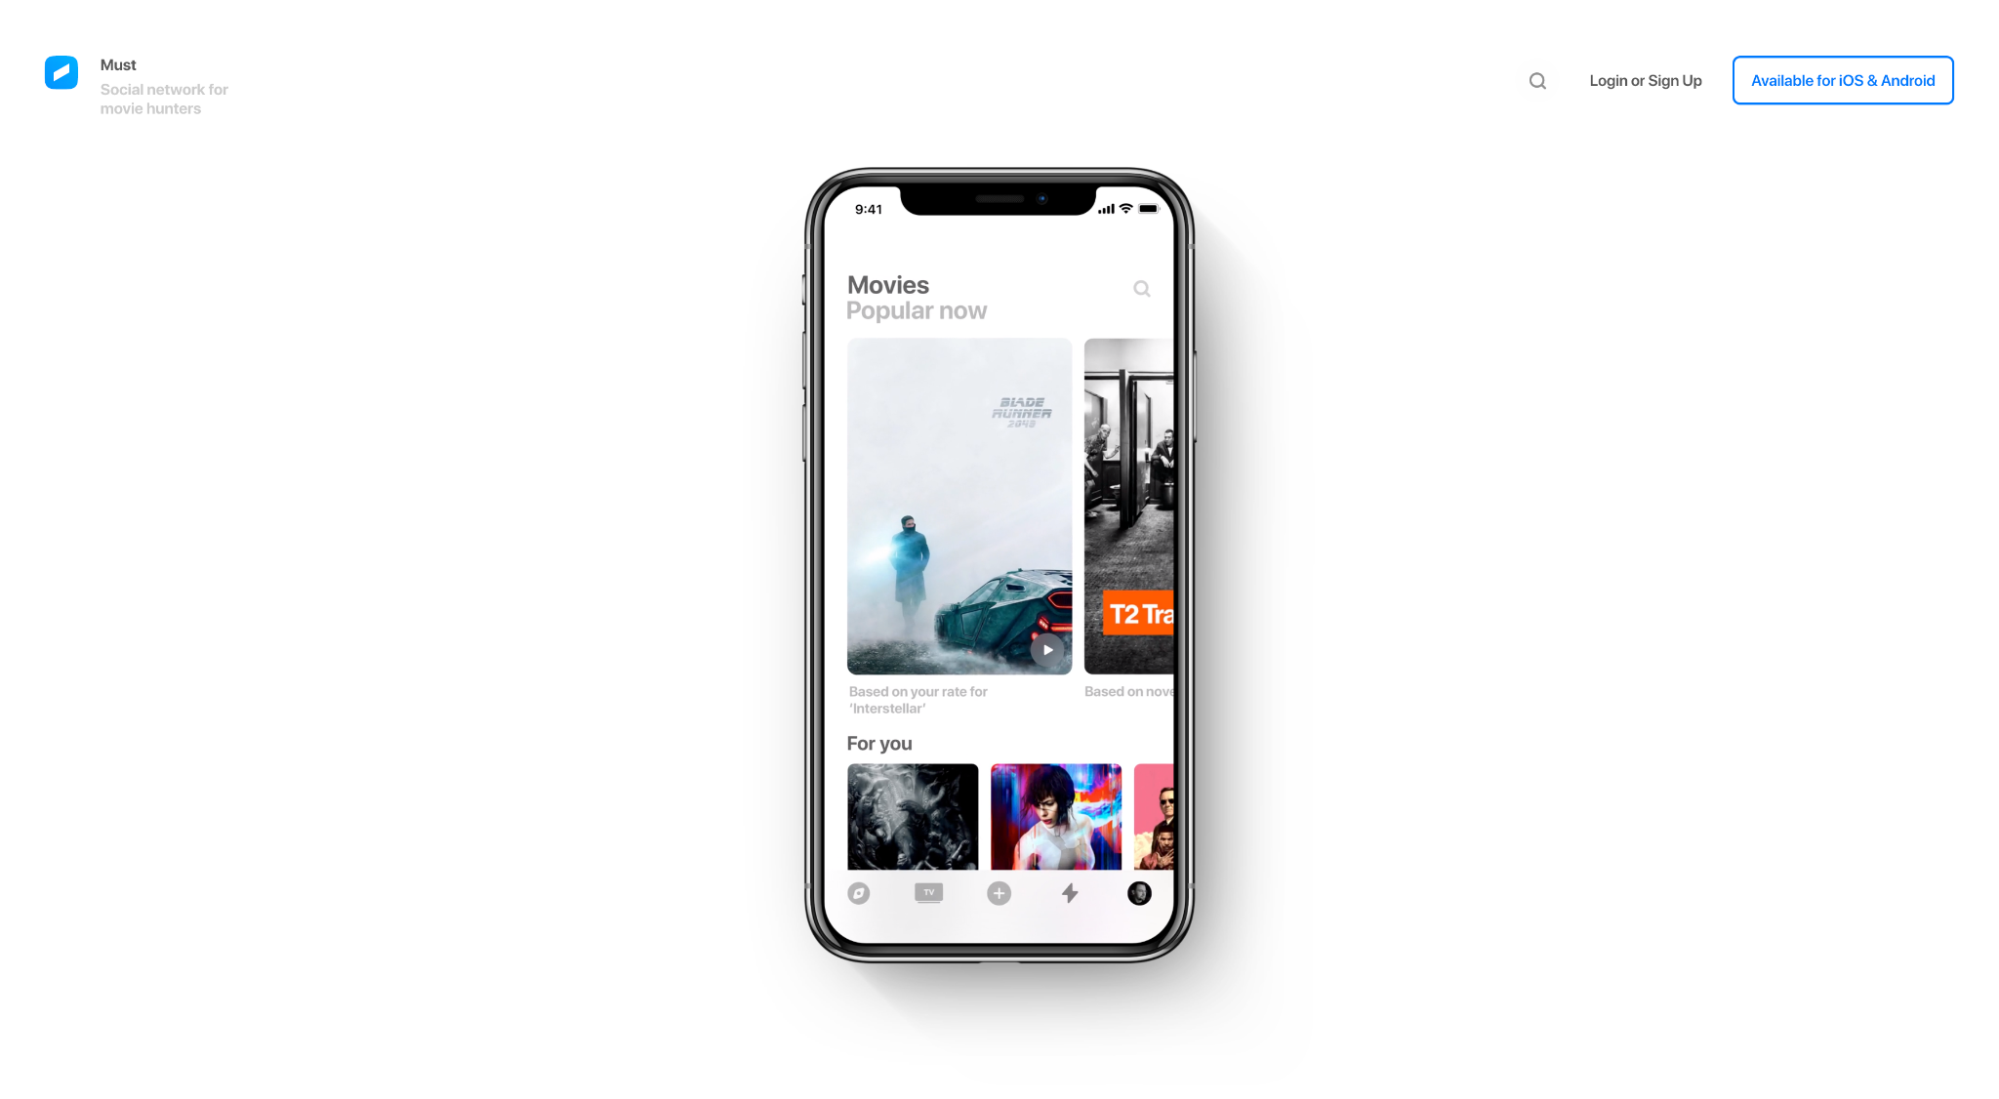 Must
Social network for
movie hunters
Login or Sign Up
Available for iOS & Android
9:41
Movies
Popular now
BLADE
RUNNER
2049
T2 Tra
Based on your rate for
‘Interstellar’
Based on nove
For you
TV